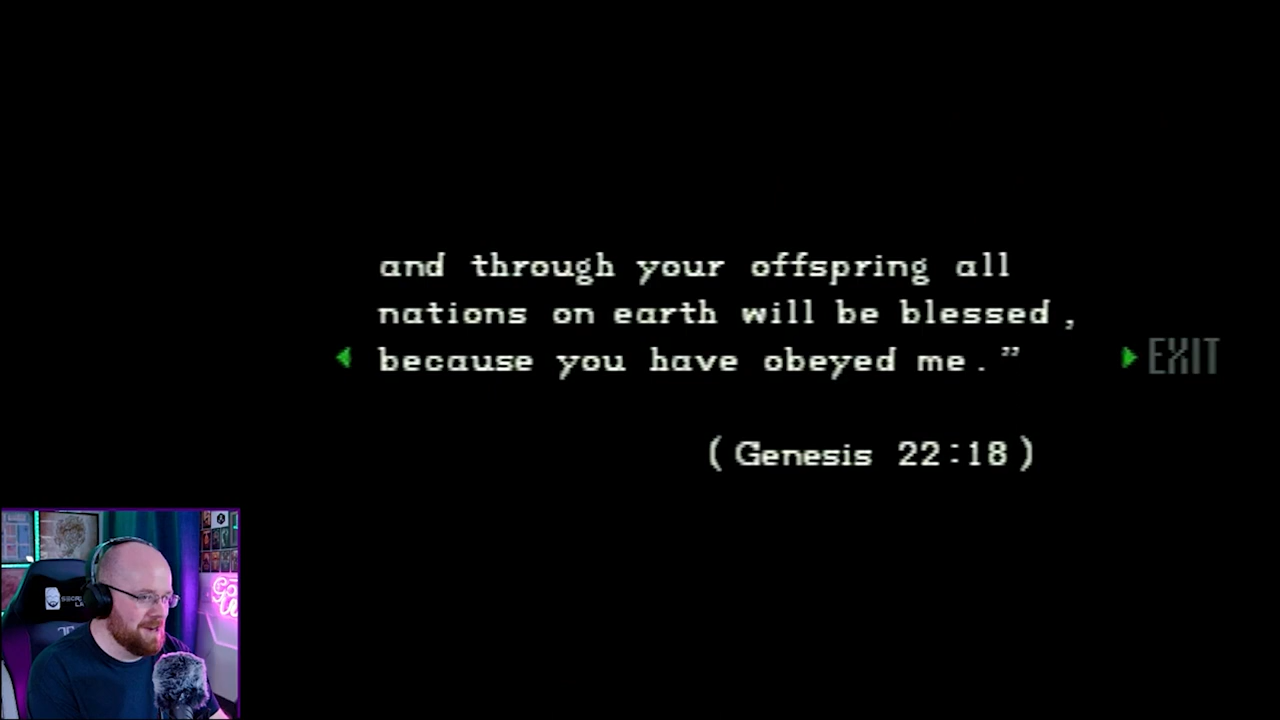 and through your offspring all
nations on earth will be blessed,
because you have obeyed me.”
EXIT
(Genesis 22:18)